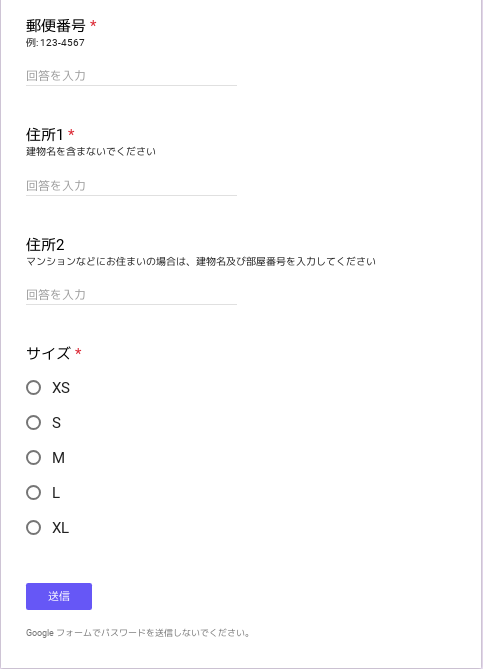 郵便番号 *
例: 123-4567
回答を入力
住所1 *
建物名を含まないでください
回答を入力
住所2
マンションなどにお住まいの場合は、建物名及び部屋番号を入力してください
回答を入力
サイズ *
XS
S
M
L
XL
送信
Google フォームでパスワードを送信しないでください。